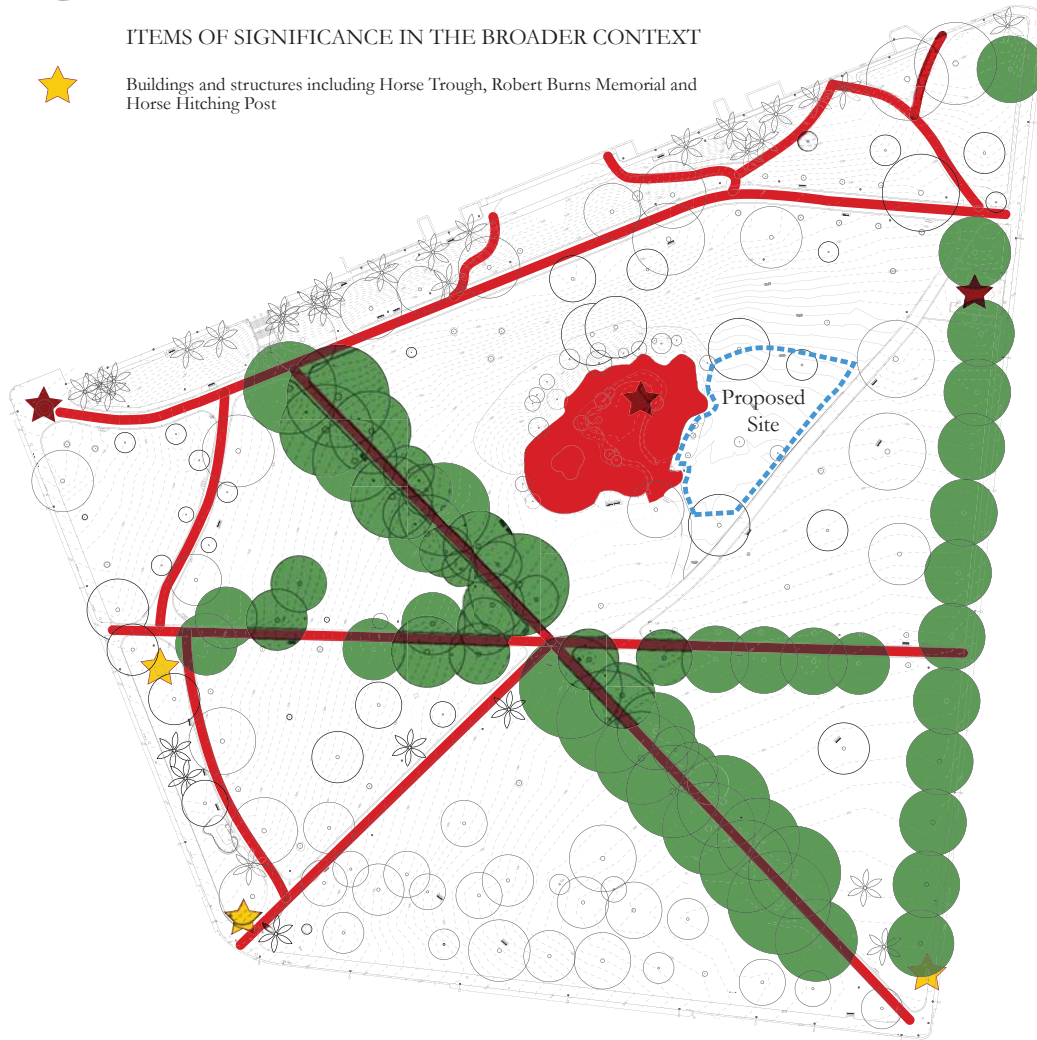 ITEMS OF SIGNIFICANCE IN THE BROADER CONTEXT
Buildings and structures including Horse Trough, Robert Burns Memorial and
Horse Hitching Post
Proposed
Site